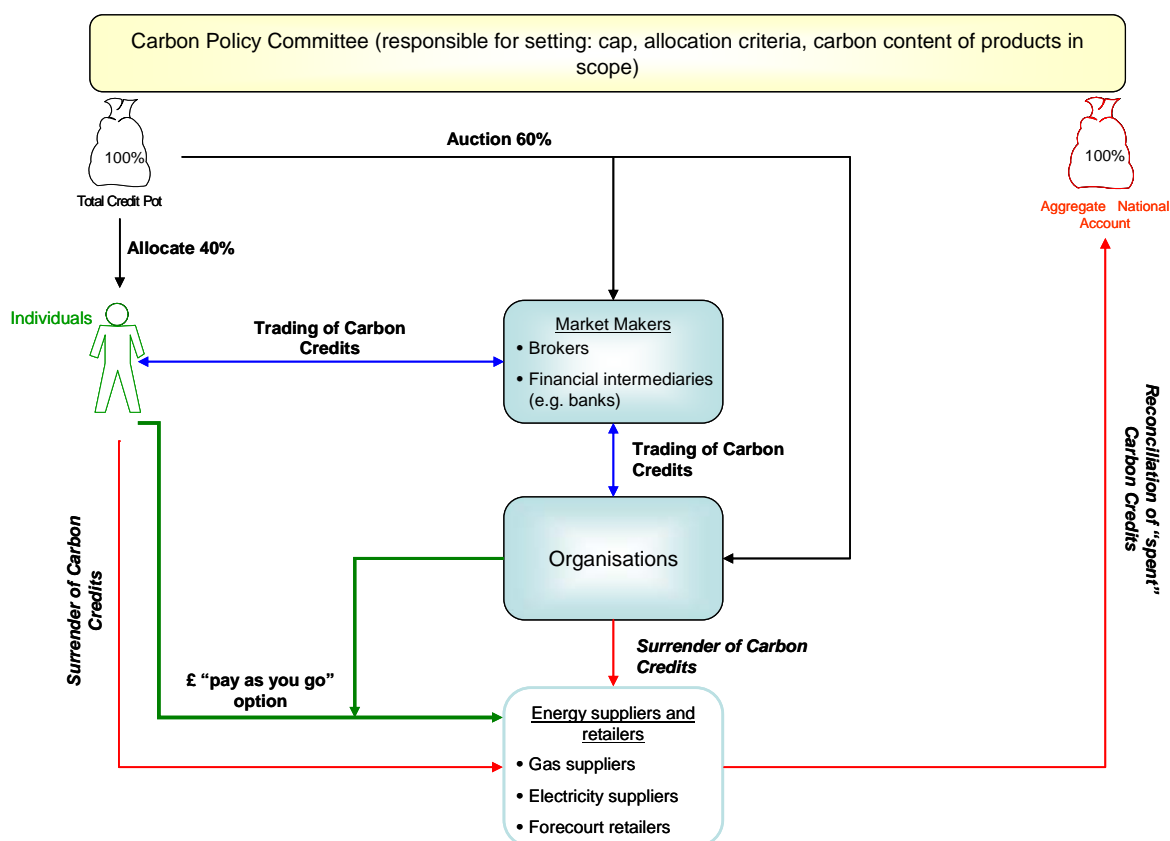 Carbon Policy Committee (responsible for setting: cap, allocation criteria, carbon content of products in
scope)
100%
Total Credit Pot
Auction 60%
100%
Aggregate National
Account
Allocate 40%
Individuals
Trading of Carbon
Credits
Market Makers
• Brokers
• Financial intermediaries
(e.g. banks)
Trading of Carbon
Credits
Reconciliation of “spent”
Carbon Credits
Organisations
Surrender of Carbon
Credits
Surrender of Carbon
Credits
£ “pay as you go”
option
Energy suppliers and
retailers
• Gas suppliers
• Electricity suppliers
• Forecourt retailers